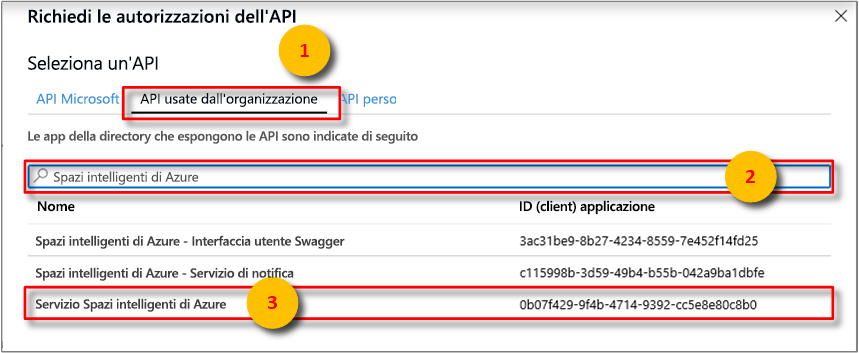 Richiedi le autorizzazioni dell'API
1
Seleziona un'API
API Microsoft API usate dall'organizzazione API perso
Le app della directory che espongono le API sono indicate di seguito
Spazi intelligenti di Azure 2
Nome ID (client) applicazione
Spazi intelligenti di Azure - Interfaccia utente Swagger 3ac31be9-8b27-4234-8559-7e452f14fd25
Spazi intelligenti di Azure - Servizio di notifica c115998b-3d59-49b4-b55b-042a9ba1dbfe
Servizio Spazi intelligenti di Azure 3 0b07f429-9f4b-4714-9392-cc5e8e80c8b0